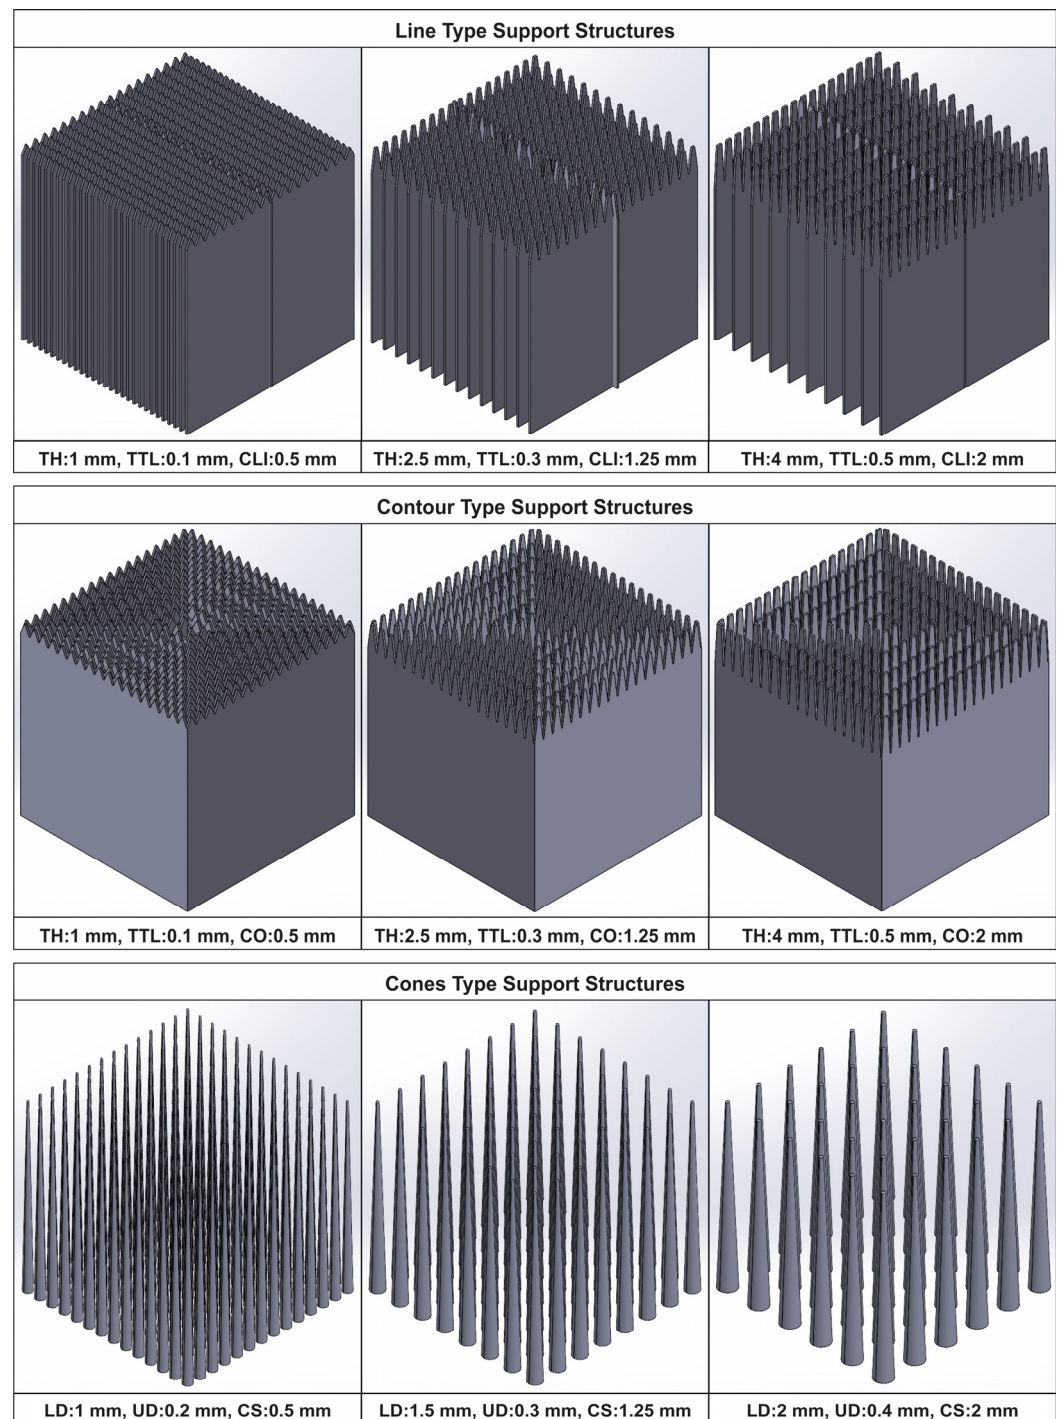 Line Type Support Structures
TH:1 mm, TTL:0.1 mm, CLI:0.5 mm
TH:2.5 mm, TTL:0.3 mm, CLI:1.25 mm
TH:4 mm, TTL:0.5 mm, CLI:2 mm
Contour Type Support Structures
TH:1 mm, TTL:0.1 mm, CO:0.5 mm
TH:2.5 mm, TTL:0.3 mm, CO:1.25 mm
TH:4 mm, TTL:0.5 mm, CO:2 mm
Cones Type Support Structures
LD:1 mm, UD:0.2 mm, CS:0.5 mm
LD:1.5 mm, UD:0.3 mm, CS:1.25 mm
LD:2 mm, UD:0.4 mm, CS:2 mm